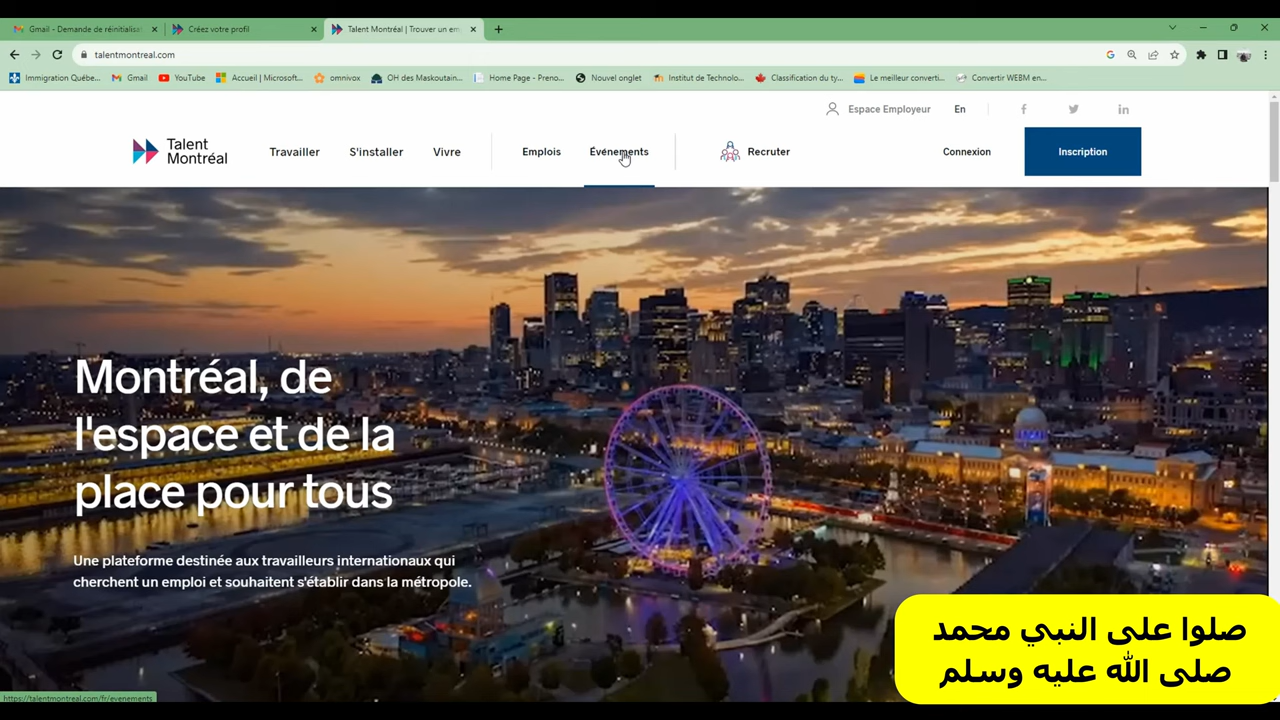 Gmail - Demande de réinitialisat
Créez votre profil
Talent Montréal | Trouver un em
talentmontreal.com
Immigration Québe...
Gmail
YouTube
Accueil | Microsoft...
omnivox
OH des Maskoutain...
Home Page - Preno...
Nouvel onglet
Institut de Technolo...
Classification du ty...
Le meilleur converti...
Convertir WEBM en...
Espace Employeur
En
Talent
Montréal
Travailler
S'installer
Vivre
Emplois
Événements
Recruter
Connexion
Inscription
Montréal, de
l'espace et de la
place pour tous
Une plateforme destinée aux travailleurs internationaux qui
cherchent un emploi et souhaitent s'établir dans la métropole.
صلوا على النبي محمد
صلى الله عليه وسلم
https://talentmontreal.com/fr/evenements